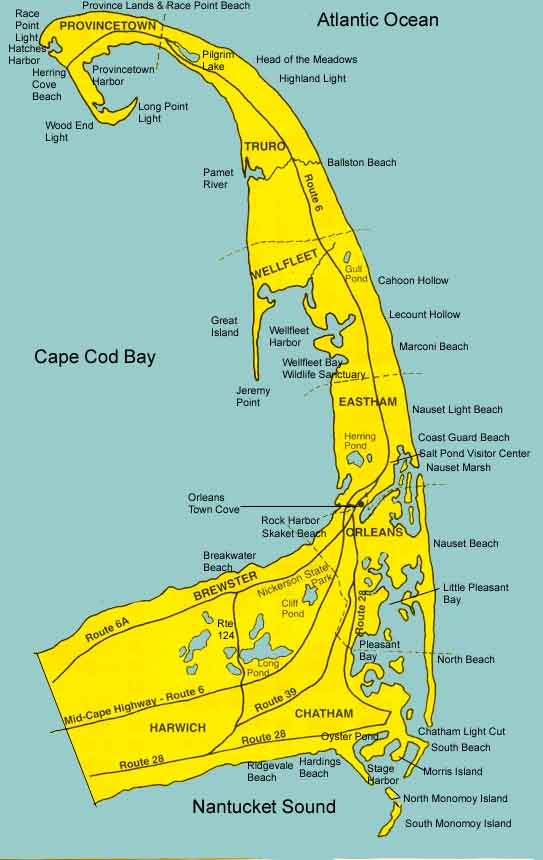 Province Lands & Race Point Beach
Race
Point
Light
Hatches
Harbor
PROVINCETOWN
Atlantic Ocean
Pilgrim
Lake
Head of the Meadows
Highland Light
Herring
Cove
Beach
Provincetown
Harbor
Long Point
Light
Wood End
Light
TRURO
Ballston Beach
Pamet
River
Route 6
WELLFLEET
Gull
Pond
Cahoon Hollow
Great
Island
Wellfleet
Harbor
Lecount Hollow
Marconi Beach
Cape Cod Bay
Wellfleet Bay
Wildlife Sanctuary
Jeremy
Point
EASTHAM
Nauset Light Beach
Herring
Pond
Coast Guard Beach
Salt Pond Visitor Center
Nauset Marsh
Orleans
Town Cove
Rock Harbor
Skaket Beach
ORLEANS
Nauset Beach
Breakwater
Beach
BREWSTER
Nickerson State
Park
Cliff
Pond
Route 28
Little Pleasant
Bay
Route 6A
Rte
124
Pleasant
Bay
Long
Pond
North Beach
Mid-Cape Highway - Route 6
Route 39
HARWICH
CHATHAM
Route 28
Route 28
Oyster Pond
Chatham Light Cut
South Beach
Ridgevale
Beach
Hardings
Beach
Stage
Harbor
Morris Island
Nantucket Sound
North Monomoy Island
South Monomoy Island